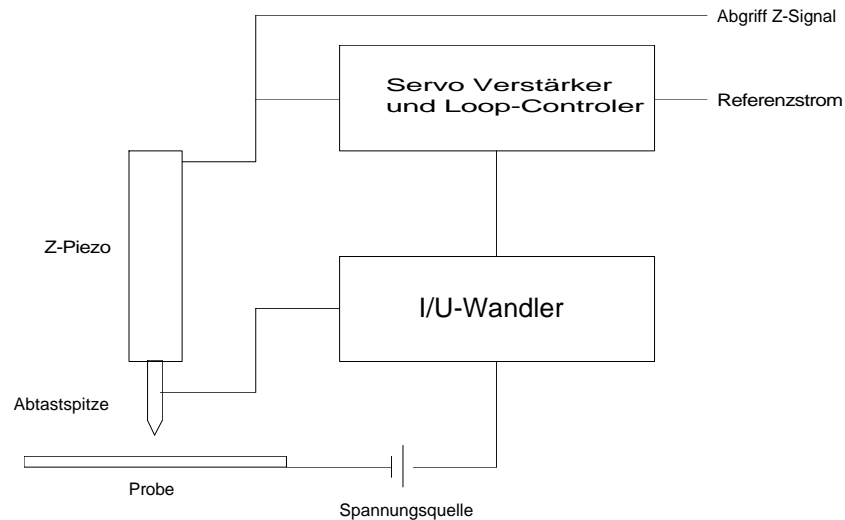 Abgriff Z-Signal
Servo Verstärker
und Loop-Controler
Referenzstrom
Z-Piezo
I/U-Wandler
Abtastspitze
Probe
Spannungsquelle